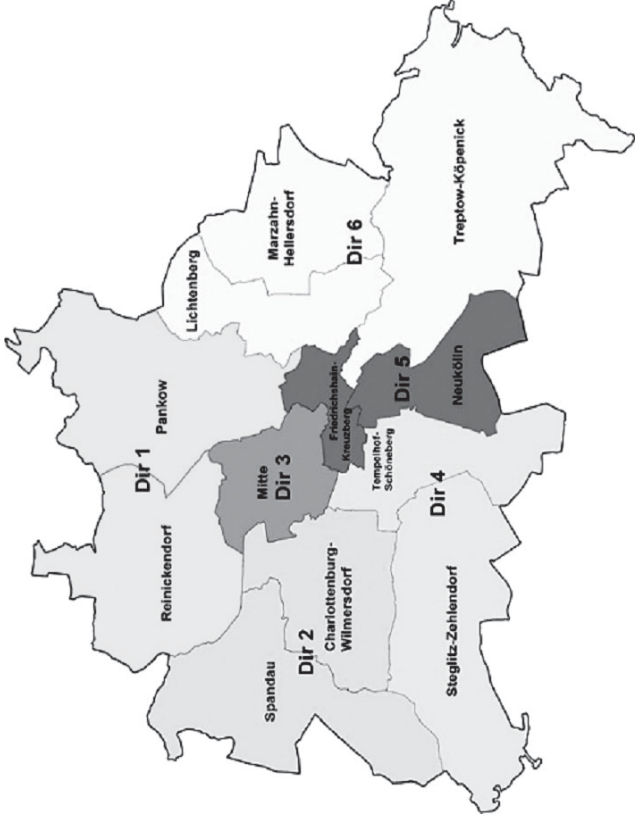 Reinickendorf
Dir 1
Pankow
Lichtenberg
Marzahn-
Hellersdorf
Spandau
Dir 2
Charlottenburg-
Wilmersdorf
Mitte
Dir 3
Friedrichshain-
Kreuzberg
Dir 6
Tempelhof-
Schöneberg
Dir 5
Steglitz-Zehlendorf
Dir 4
Neukölln
Treptow-Köpenick